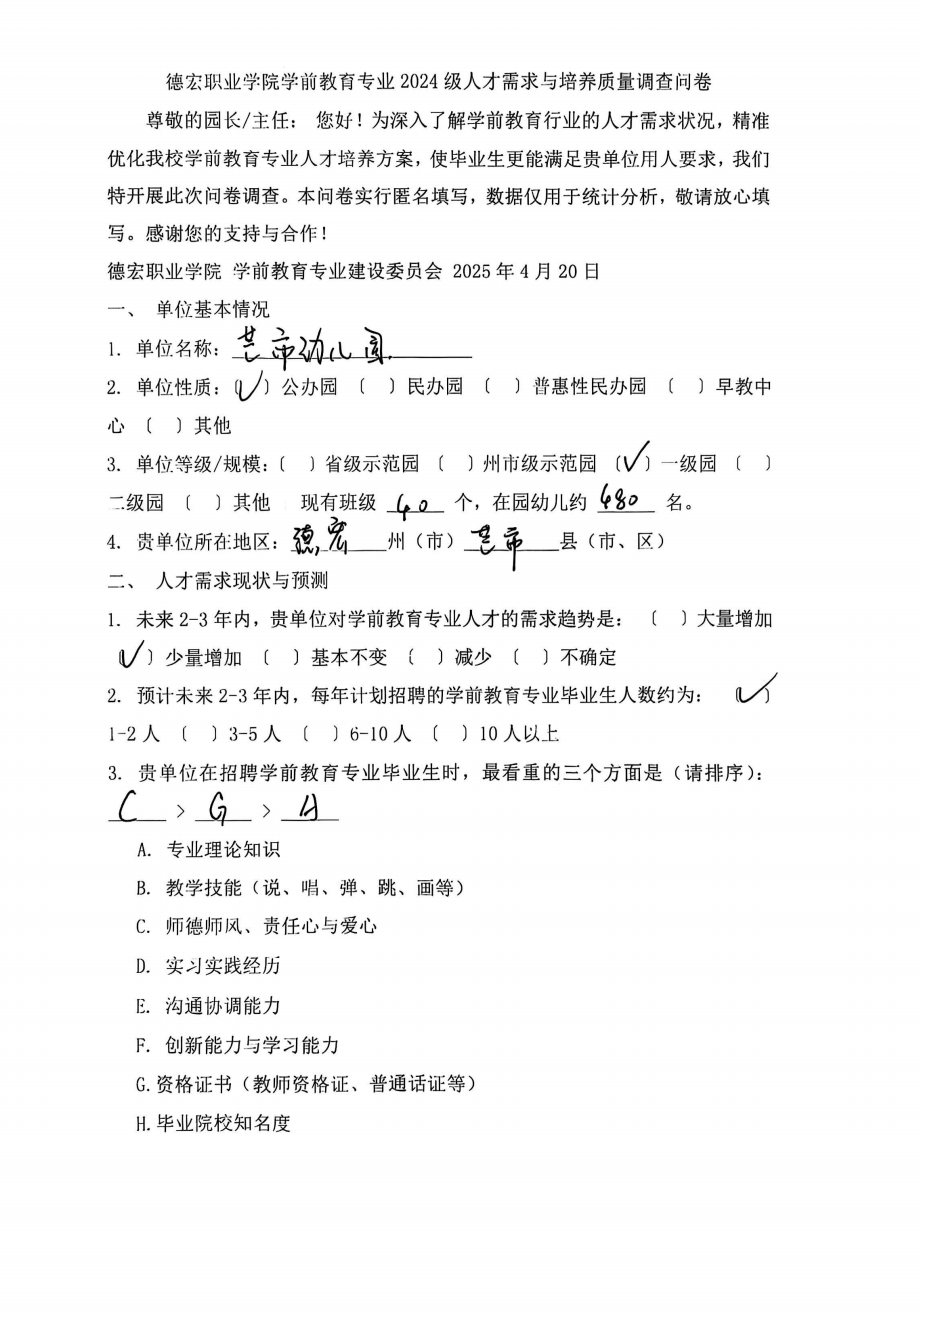 德宏职业学院学前教育专业 2024 级人才需求与培养质量调查问卷
尊敬的园长/主任： 您好！为深入了解学前教育行业的人才需求状况，精准
优化我校学前教育专业人才培养方案，使毕业生更能满足贵单位用人要求，我们
特开展此次问卷调查。本问卷实行匿名填写，数据仅用于统计分析，敬请放心填
写。感谢您的支持与合作！
德宏职业学院 学前教育专业建设委员会 2025 年 4 月 20 日
一、 单位基本情况
1. 单位名称：芒市幼儿园.
2. 单位性质：〔✓〕公办园 〔 〕民办园 〔 〕普惠性民办园 〔 〕早教中
心 〔 〕其他
3. 单位等级/规模：〔 〕省级示范园 〔 〕州市级示范园 〔✓〕一级园 〔 〕
二级园 〔 〕其他 现有班级 40 个，在园幼儿约 680 名。
4. 贵单位所在地区：德宏 州（市）芒市 县（市、区）
二、 人才需求现状与预测
1. 未来 2-3 年内，贵单位对学前教育专业人才的需求趋势是： 〔 〕大量增加
〔✓〕少量增加 〔 〕基本不变 〔 〕减少 〔 〕不确定
2. 预计未来 2-3 年内，每年计划招聘的学前教育专业毕业生人数约为： 〔✓〕
1-2 人 〔 〕3-5 人 〔 〕6-10 人 〔 〕10 人以上
3. 贵单位在招聘学前教育专业毕业生时，最看重的三个方面是（请排序）：
C > G > A
A. 专业理论知识
B. 教学技能（说、唱、弹、跳、画等）
C. 师德师风、责任心与爱心
D. 实习实践经历
E. 沟通协调能力
F. 创新能力与学习能力
G.资格证书（教师资格证、普通话证等）
H.毕业院校知名度